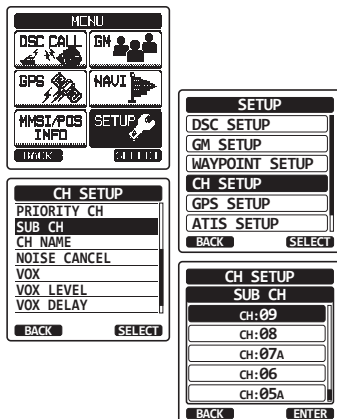 MENU
DSC CALL
GM
GPS
NAVI
MMSI/POS
INFO
SETUP
BACK
SELECT
SETUP
DSC SETUP
GM SETUP
WAYPOINT SETUP
CH SETUP
GPS SETUP
ATIS SETUP
BACK
SELECT
CH SETUP
PRIORITY CH
SUB CH
CH NAME
NOISE CANCEL
VOX
VOX LEVEL
VOX DELAY
BACK
SELECT
CH SETUP
SUB CH
CH:09
CH:08
CH:07A
CH:06
CH:05A
BACK
ENTER